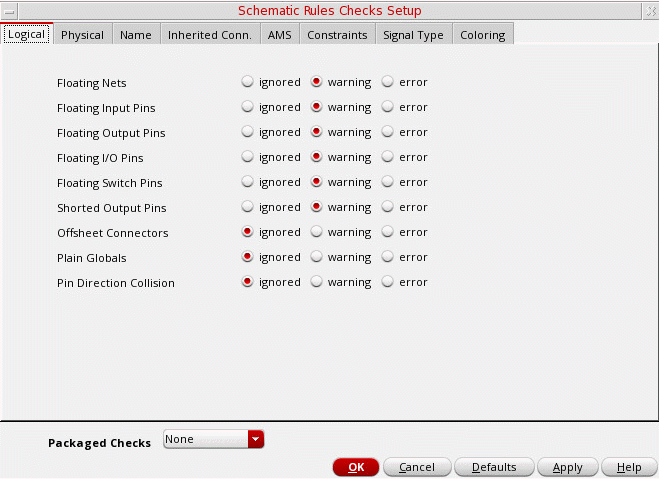 Schematic Rules Checks Setup
Logical Physical Name Inherited Conn. AMS Constraints Signal Type Coloring
Floating Nets ignored warning error
Floating Input Pins ignored warning error
Floating Output Pins ignored warning error
Floating I/O Pins ignored warning error
Floating Switch Pins ignored warning error
Shorted Output Pins ignored warning error
Offsheet Connectors ignored warning error
Plain Globals ignored warning error
Pin Direction Collision ignored warning error
Packaged Checks None
OK Cancel Defaults Apply Help